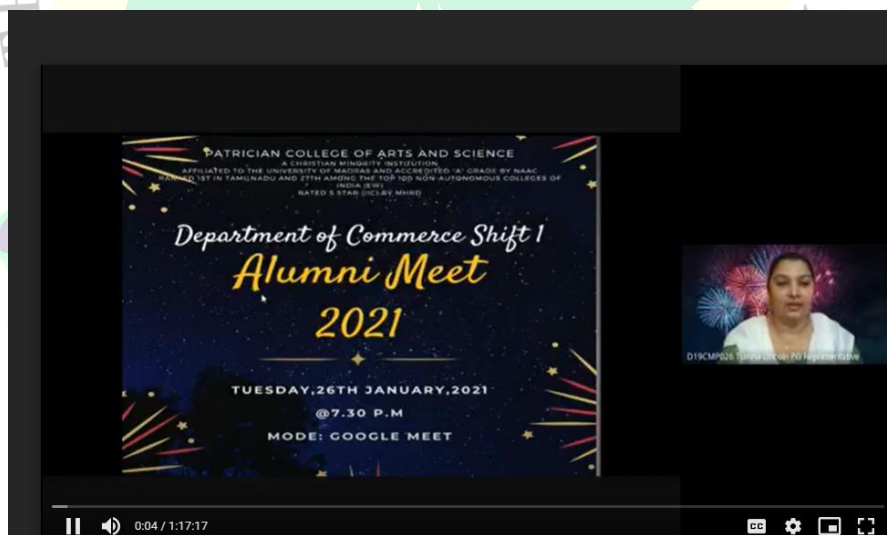 PATRICIAN COLLEGE OF ARTS AND SCIENCE
A CHRISTIAN MINORITY INSTITUTION
AFFILIATED TO THE UNIVERSITY OF MADRAS AND ACCREDITED 'A' GRADE BY NAAC
RANKED 1ST IN TAMILNADU AND 27TH AMONG THE TOP 100 NON-AUTONOMOUS COLLEGES OF
INDIA (EW)
RATED 5 STAR (IIC) BY MHRD
Department of Commerce Shift 1
Alumni Meet
2021
TUESDAY,26TH JANUARY,2021
@7.30 P.M
MODE: GOOGLE MEET
D19CMP026 Lincoln PG Representative
0:04 / 1:17:17
CC